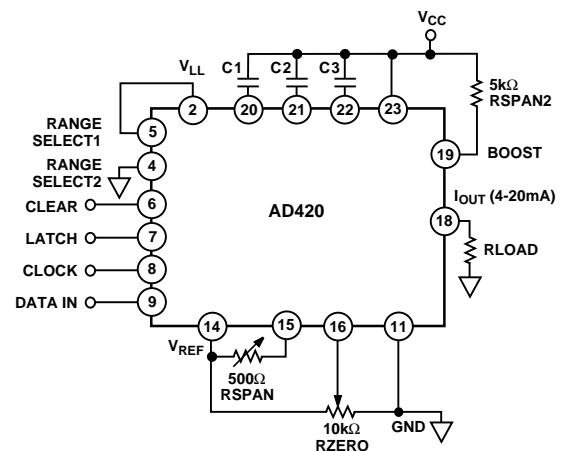 VCC
VLL
C1
C2
C3
5kΩ
RSPAN2
2
20
21
22
23
RANGE
SELECT1
5
19
BOOST
RANGE
SELECT2
4
CLEAR
6
AD420
IOUT (4-20mA)
18
LATCH
7
RLOAD
CLOCK
8
DATA IN
9
14
15
16
11
VREF
500Ω
RSPAN
10kΩ
RZERO
GND